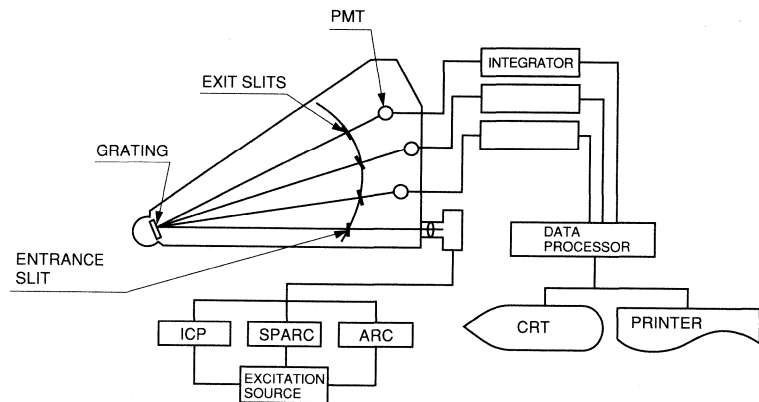 PMT
INTEGRATOR
EXIT SLITS
GRATING
ENTRANCE
SLIT
DATA
PROCESSOR
ICP
SPARC
ARC
CRT
PRINTER
EXCITATION
SOURCE